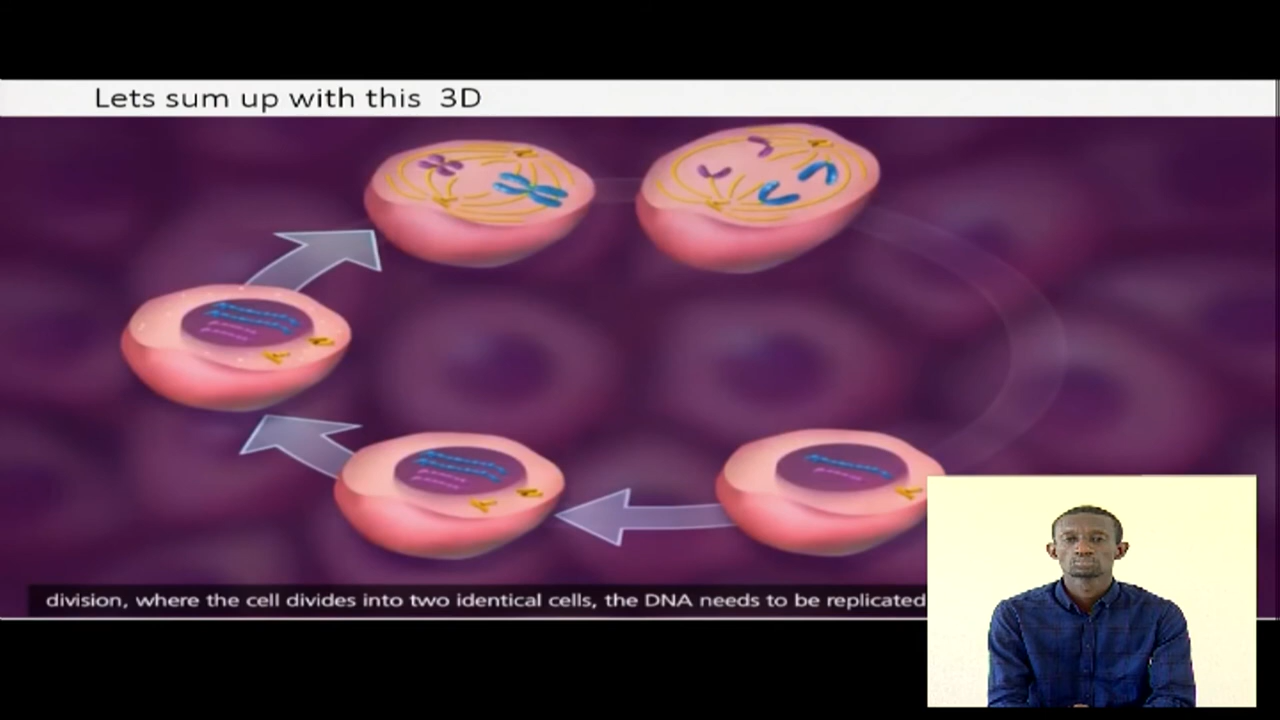 Lets sum up with this 3D
division, where the cell divides into two identical cells, the DNA needs to be replicated